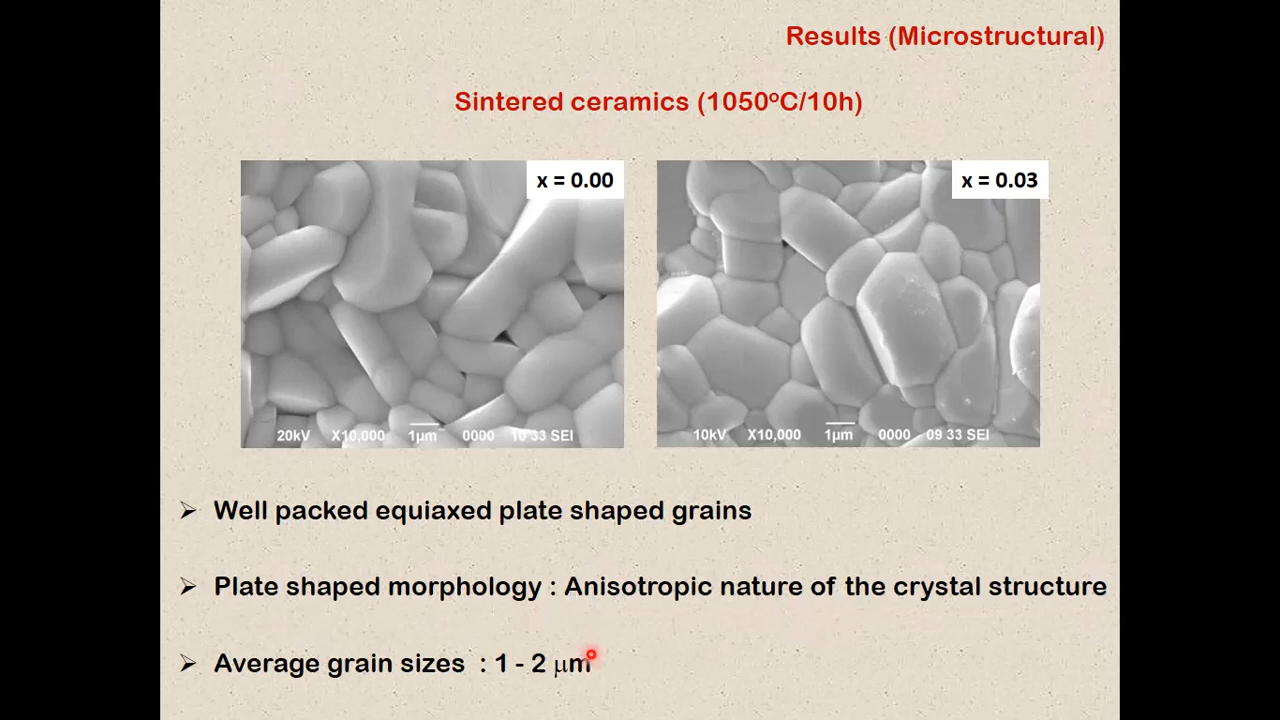 Results (Microstructural)
Sintered ceramics (1050°C/10h)
x = 0.00
x = 0.03
20kV X10,000 1μm 0000 10 33 SEI
10kV X10,000 1μm 0000 09 33 SEI
➢ Well packed equiaxed plate shaped grains
➢ Plate shaped morphology : Anisotropic nature of the crystal structure
➢ Average grain sizes : 1 - 2 μm